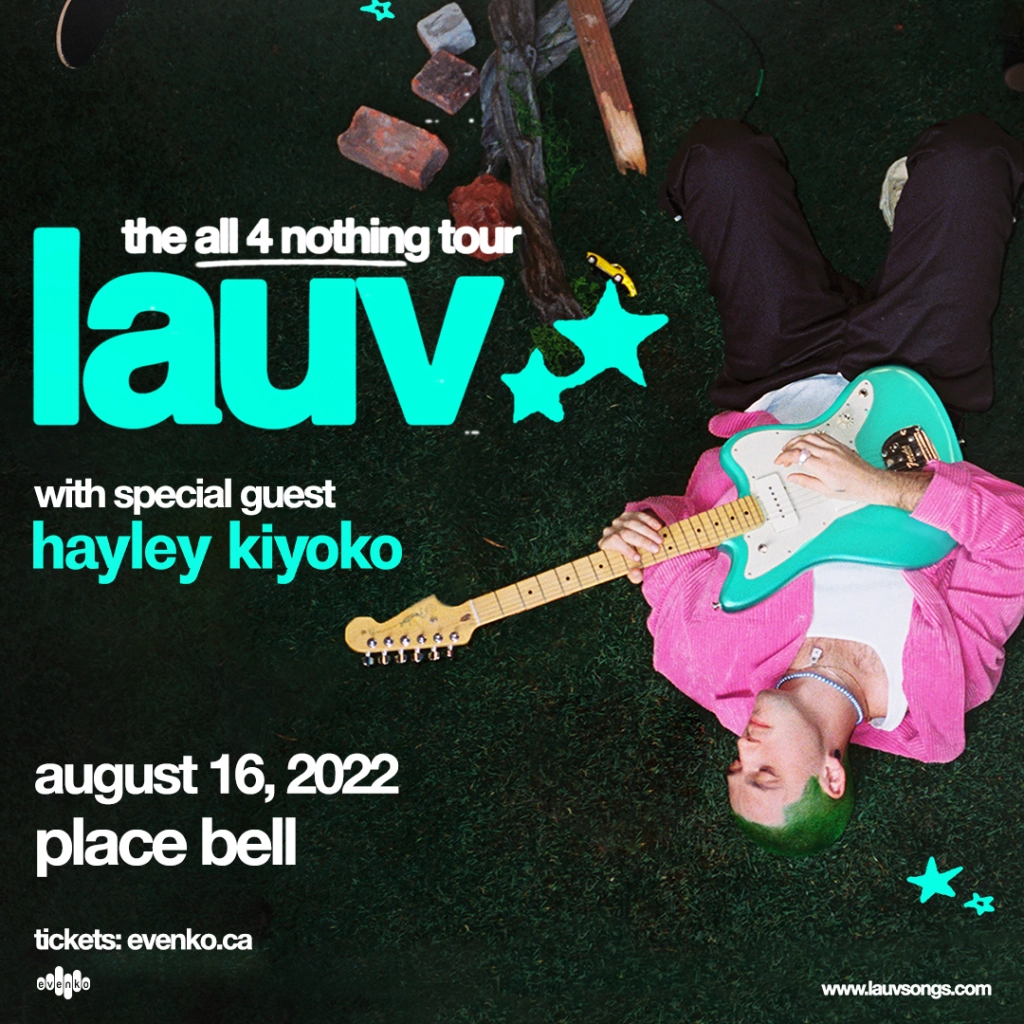 the all 4 nothing tour
lauv
with special guest
hayley kiyoko
august 16, 2022
place bell
tickets: evenko.ca
evenko
www.lauvsongs.com